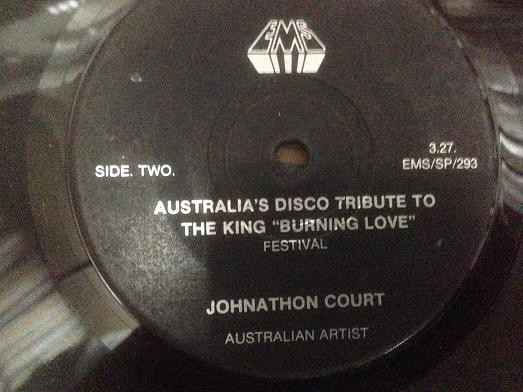 EMS
SIDE. TWO.
3.27.
EMS/SP/293
AUSTRALIA'S DISCO TRIBUTE TO
THE KING "BURNING LOVE"
FESTIVAL
JOHNATHON COURT
AUSTRALIAN ARTIST